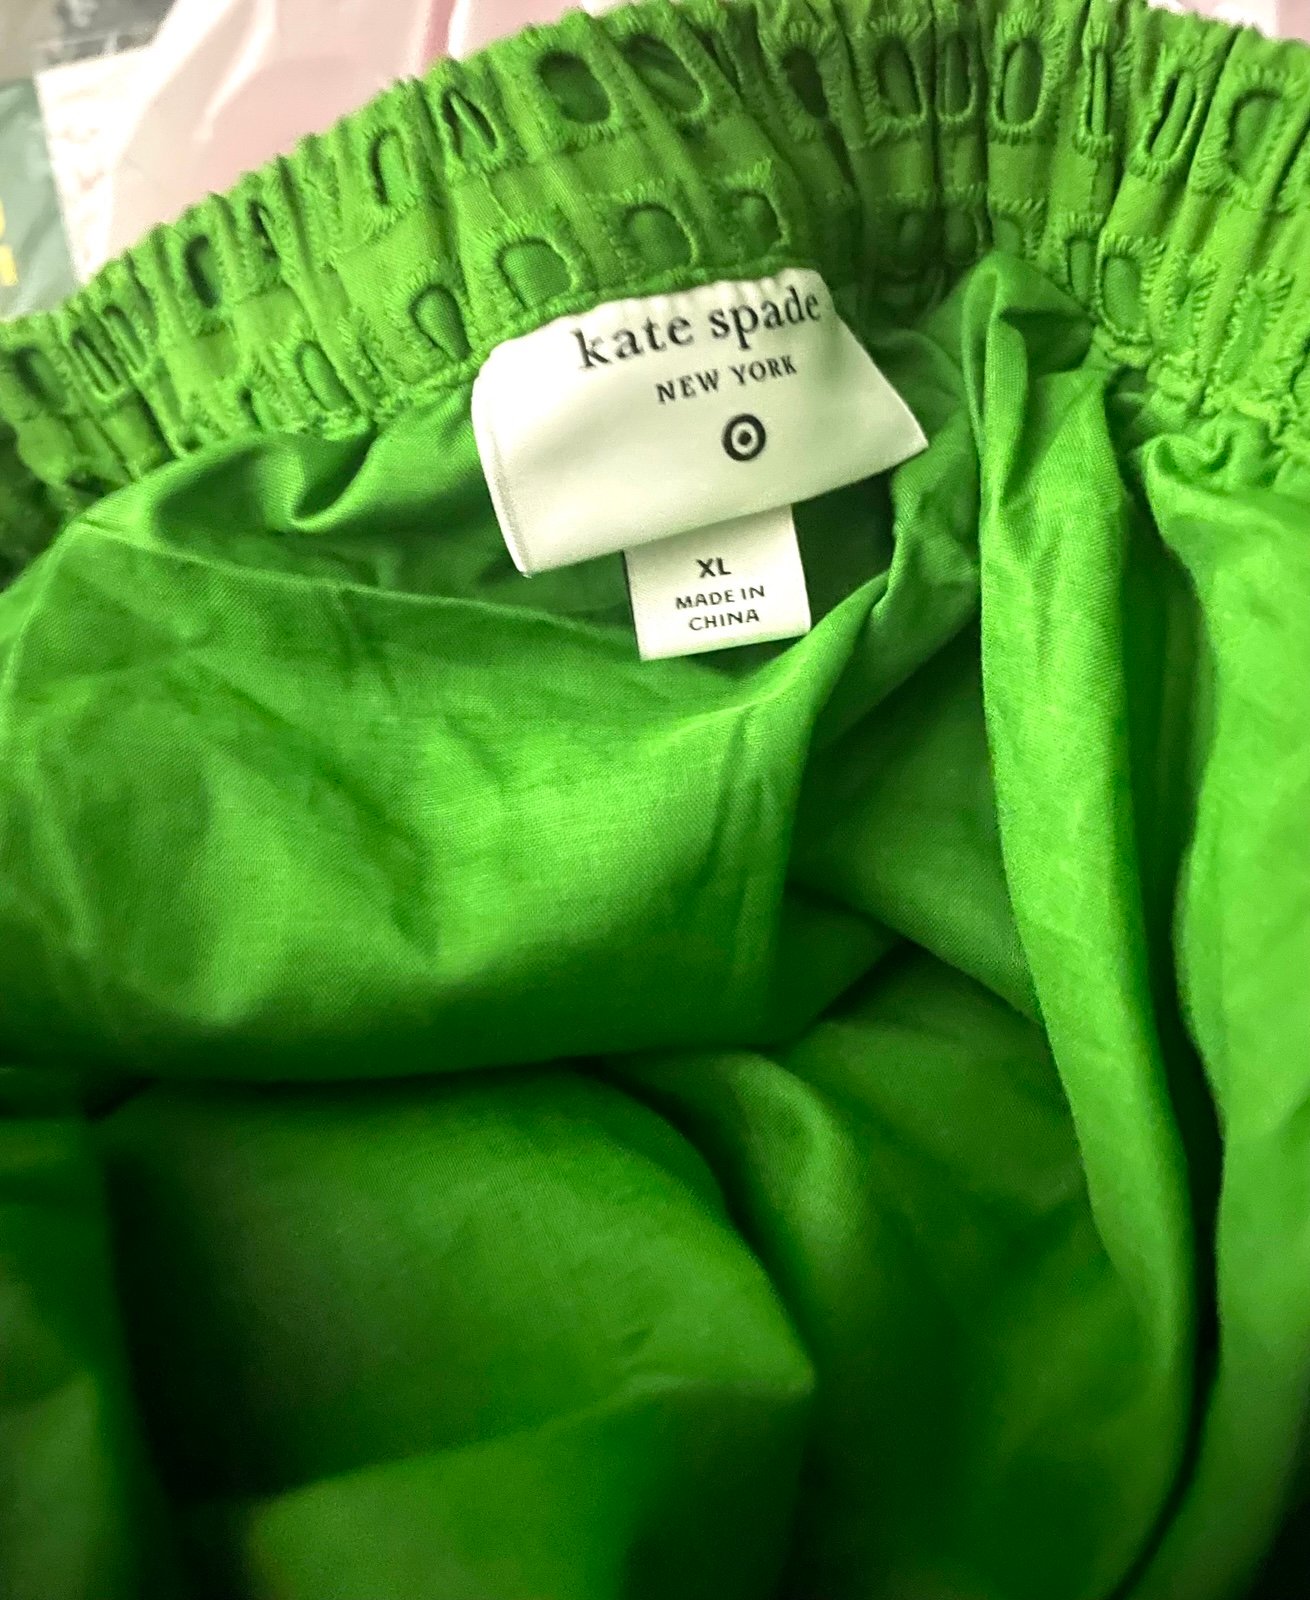 kate spade
NEW YORK
XL
MADE IN
CHINA